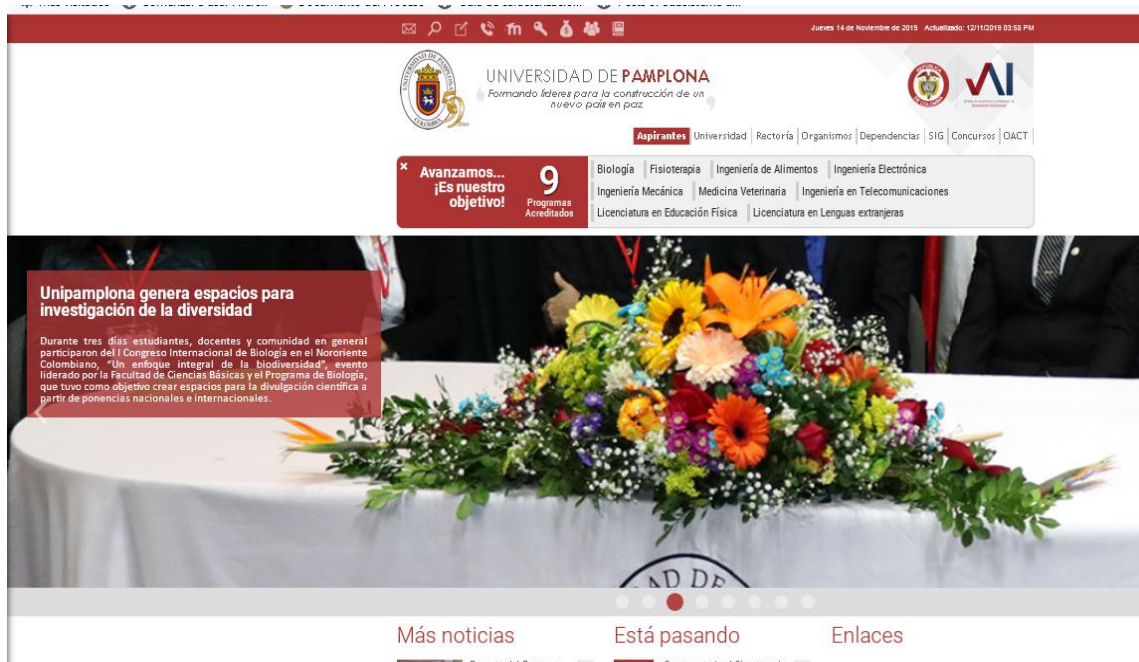 Jueves 14 de Noviembre de 2019 Actualizado: 12/11/2019 03:58 PM
UNIVERSIDAD DE PAMPLONA
Formando líderes para la construcción de un
nuevo país en paz
Aspirantes Universidad Rectoría Organismos Dependencias SIG Concursos OACT
Avanzamos...
¡Es nuestro
objetivo!
9
Programas
Acreditados
Biología Fisioterapia Ingeniería de Alimentos Ingeniería Electrónica
Ingeniería Mecánica Medicina Veterinaria Ingeniería en Telecomunicaciones
Licenciatura en Educación Física Licenciatura en Lenguas extranjeras
Unipamplona genera espacios para
investigación de la diversidad
Durante tres días estudiantes, docentes y comunidad en general
participaron del I Congreso Internacional de Biología en el Nororiente
Colombiano, "Un enfoque integral de la biodiversidad", evento
liderado por la Facultad de Ciencias Básicas y el Programa de Biología,
que tuvo como objetivo crear espacios para la divulgación científica a
partir de ponencias nacionales e internacionales.
Más noticias Está pasando Enlaces